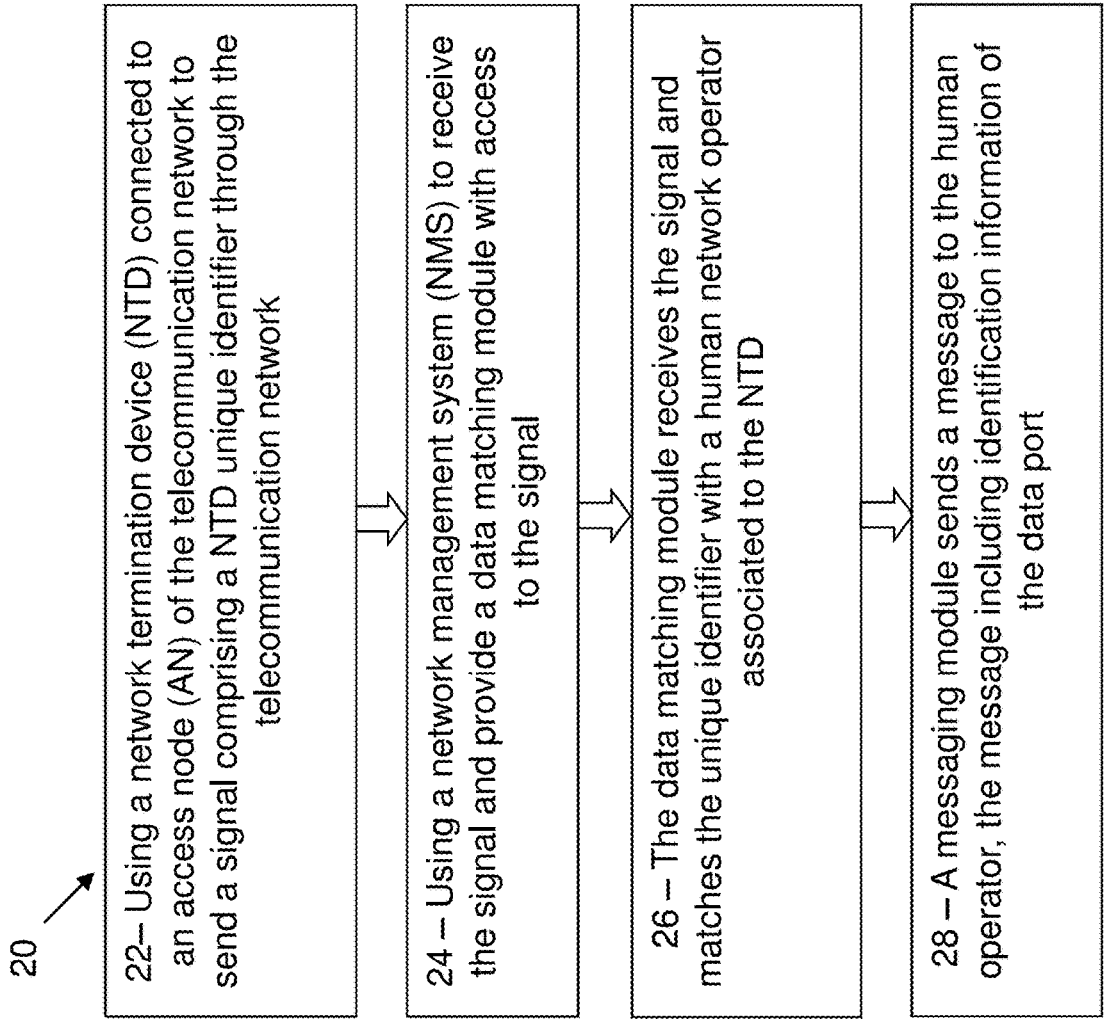 20
22– Using a network termination device (NTD) connected to
an access node (AN) of the telecommunication network to
send a signal comprising a NTD unique identifier through the
telecommunication network
24 – Using a network management system (NMS) to receive
the signal and provide a data matching module with access
to the signal
26 – The data matching module receives the signal and
matches the unique identifier with a human network operator
associated to the NTD
28 – A messaging module sends a message to the human
operator, the message including identification information of
the data port